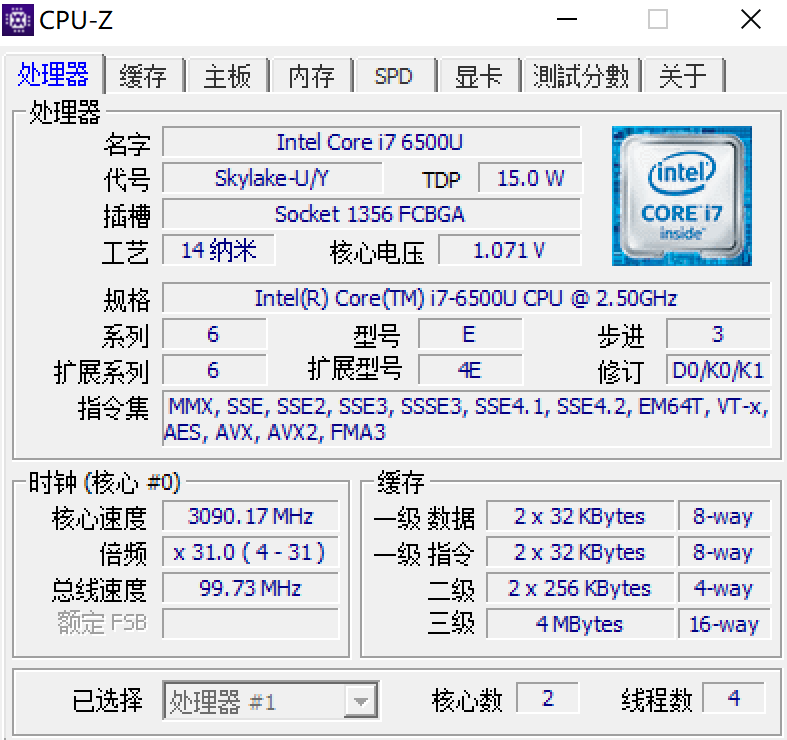 CPU-Z
处理器 缓存 主板 内存 SPD 显卡 測試分數 关于
处理器
名字 Intel Core i7 6500U
代号 Skylake-U/Y TDP 15.0 W
插槽 Socket 1356 FCBGA
工艺 14 纳米 核心电压 1.071 V
intel
CORE i7
inside
规格 Intel(R) Core(TM) i7-6500U CPU @ 2.50GHz
系列 6 型号 E 步进 3
扩展系列 6 扩展型号 4E 修订 D0/K0/K1
指令集 MMX, SSE, SSE2, SSE3, SSSE3, SSE4.1, SSE4.2, EM64T, VT-x,
AES, AVX, AVX2, FMA3
时钟 (核心 #0)
核心速度 3090.17 MHz
倍频 x 31.0 ( 4 - 31 )
总线速度 99.73 MHz
额定 FSB
缓存
一级 数据 2 x 32 KBytes 8-way
一级 指令 2 x 32 KBytes 8-way
二级 2 x 256 KBytes 4-way
三级 4 MBytes 16-way
已选择 处理器 #1 核心数 2 线程数 4